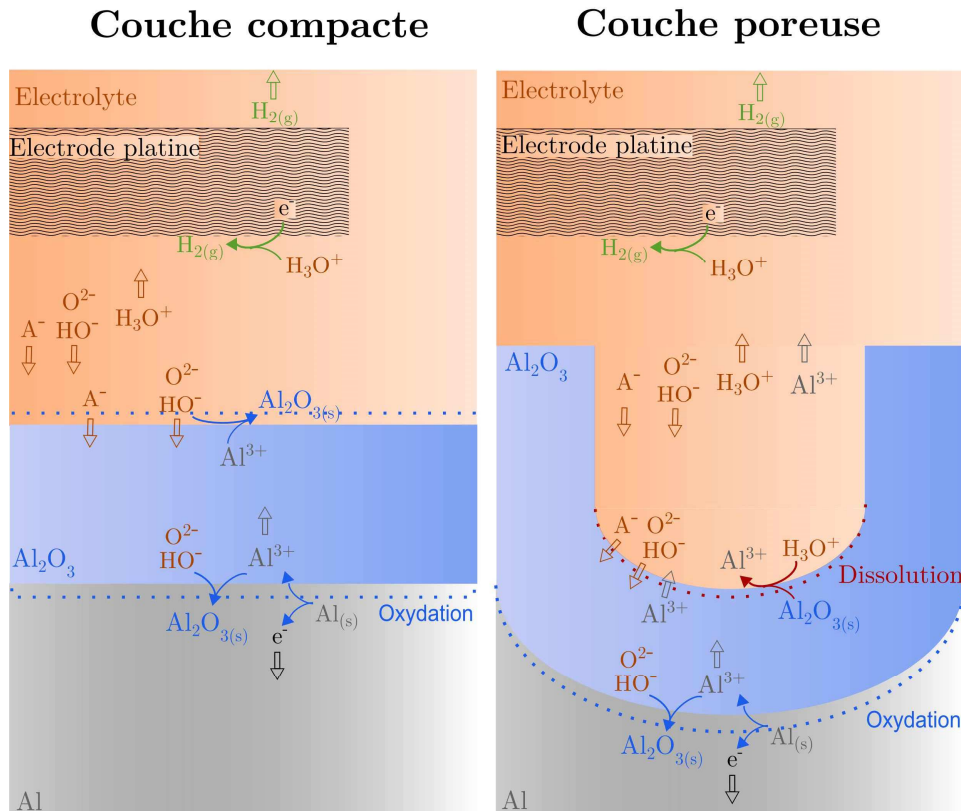 Couche compacte
Electrolyte
H₂(g)
Electrode platine
e⁻
H₂(g)
H₃O⁺
O²⁻
A⁻ HO⁻ H₃O⁺
O²⁻
A⁻ HO⁻ Al₂O₃(s)
Al³⁺
O²⁻
HO⁻ Al³⁺
Al₂O₃
Al₂O₃(s) Al(s) Oxydation
e⁻
Al
Couche poreuse
Electrolyte
H₂(g)
Electrode platine
e⁻
H₂(g)
H₃O⁺
Al₂O₃
O²⁻
A⁻ HO⁻ H₃O⁺ Al³⁺
O²⁻
A⁻ HO⁻ Al³⁺ H₃O⁺
Dissolution
Al³⁺ Al₂O₃(s)
O²⁻
HO⁻ Al³⁺
Oxydation
Al₂O₃(s) Al(s)
e⁻
Al